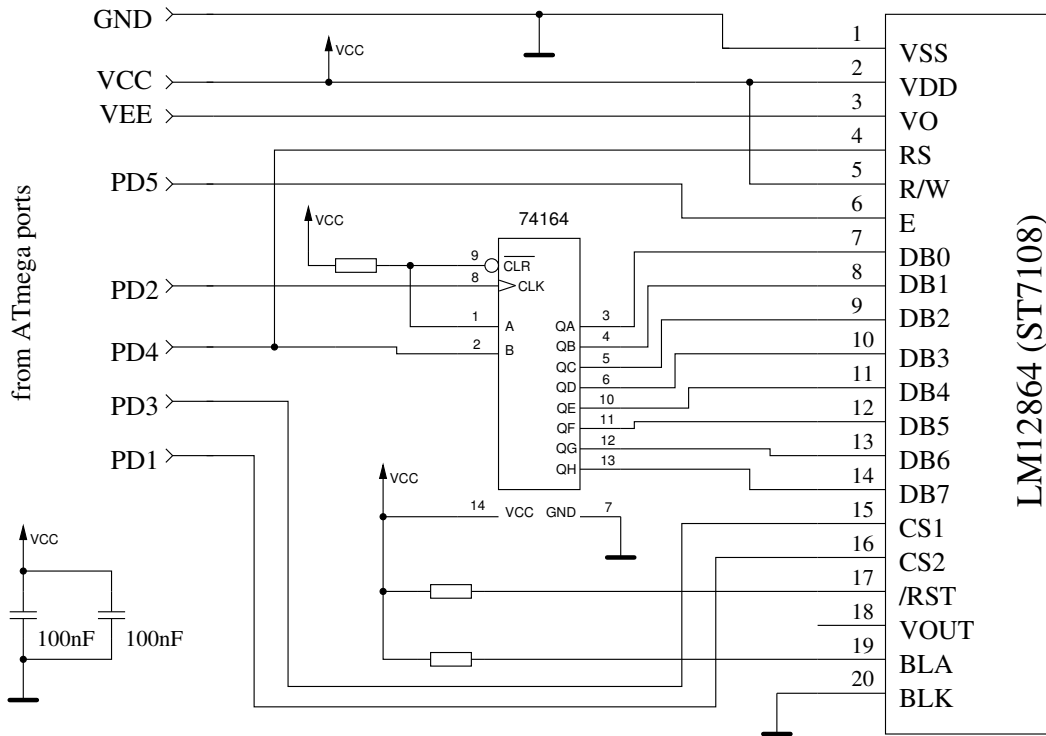 GND
VCC
VCC
VEE
PD5
from ATmega ports
PD2
PD4
PD3
PD1
VCC
74164
9
CLR
8
CLK
1
A
2
B
QA
3
QB
4
QC
5
QD
6
QE
10
QF
11
QG
12
QH
13
VCC
14
VCC
GND
7
VCC
100nF
100nF
1
VSS
2
VDD
3
VO
4
RS
5
R/W
6
E
7
DB0
8
DB1
9
DB2
10
DB3
11
DB4
12
DB5
13
DB6
14
DB7
15
CS1
16
CS2
17
/RST
18
VOUT
19
BLA
20
BLK
LM12864 (ST7108)